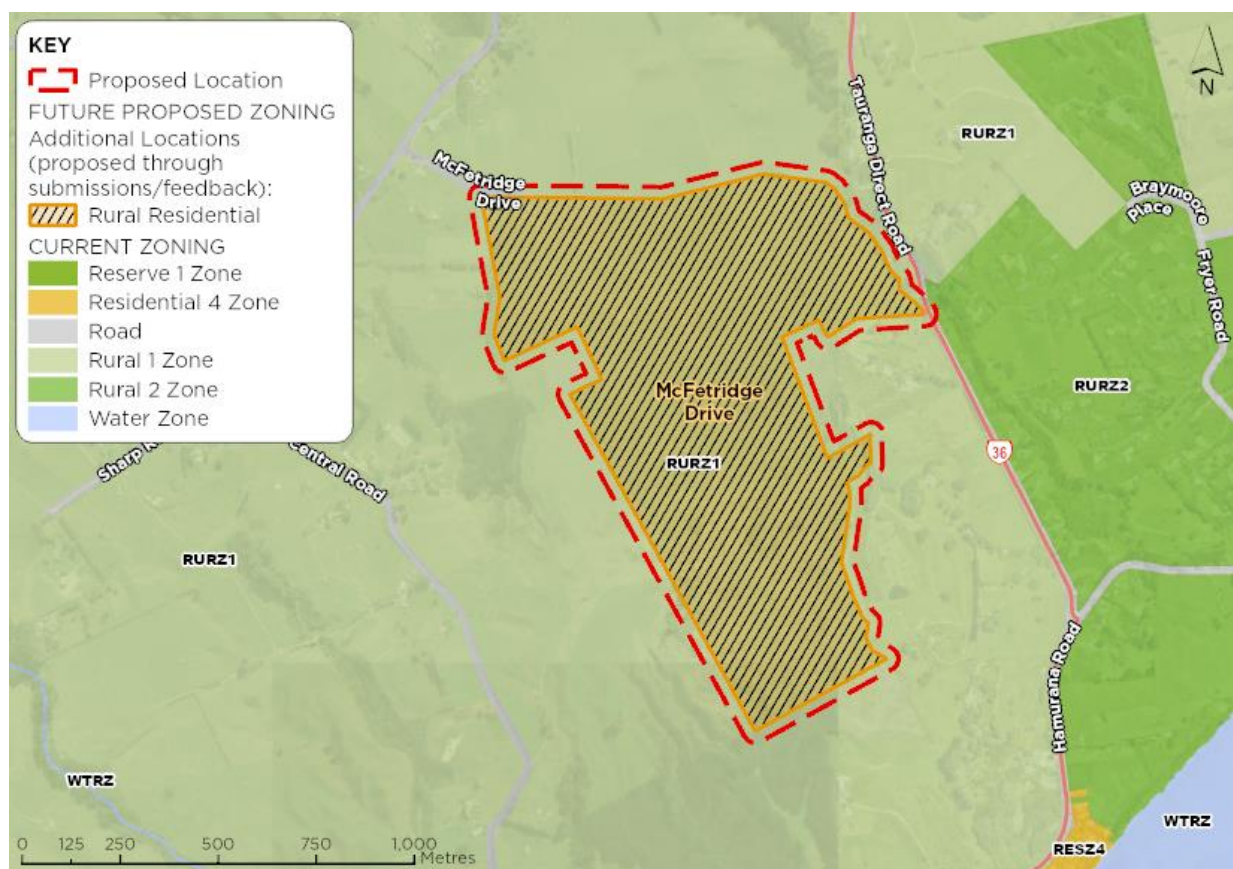 KEY
Proposed Location
FUTURE PROPOSED ZONING
Additional Locations
(proposed through
submissions/feedback):
Rural Residential
CURRENT ZONING
Reserve 1 Zone
Residential 4 Zone
Road
Rural 1 Zone
Rural 2 Zone
Water Zone
N
McFetridge
Drive
Tauranga Direct Road
RURZ1
Braymoore
Place
Fryer Road
RURZ2
McFetridge
Drive
RURZ1
36
Sharp
Central Road
RURZ1
Hamurana Road
WTRZ
WTRZ
RESZ4
0 125 250 500 750 1,000
Metres